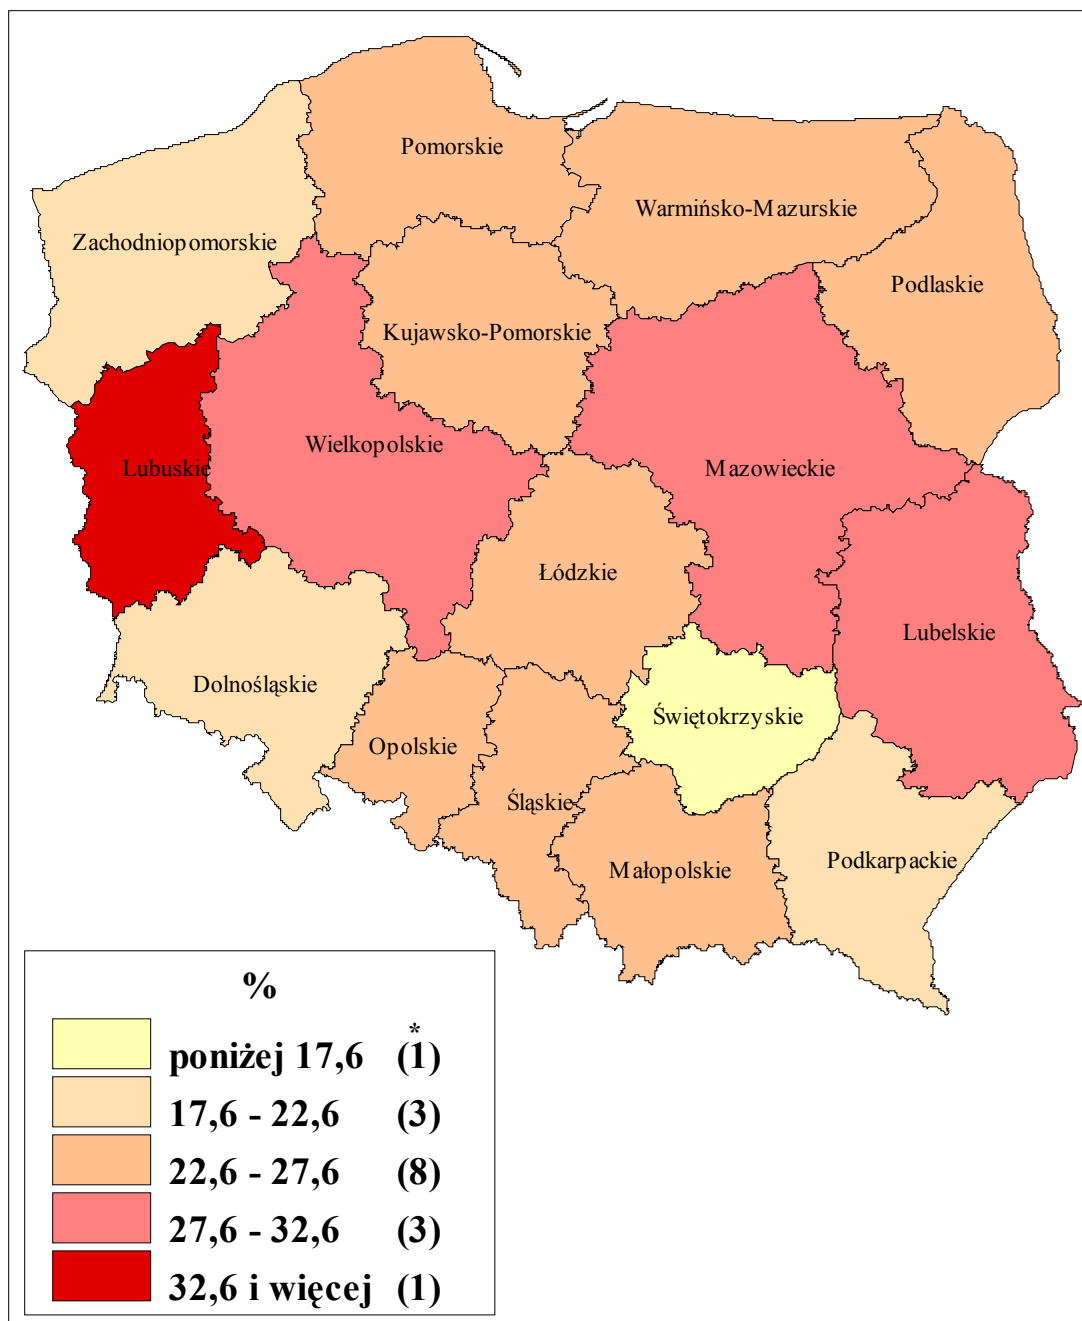 Pomorskie
Warmińsko-Mazurskie
Zachodniopomorskie
Podlaskie
Kujawsko-Pomorskie
Wielkopolskie
Lubuskie
Mazowieckie
Łódzkie
Lubelskie
Dolnośląskie
Świętokrzyskie
Opolskie
Śląskie
Podkarpackie
Małopolskie
%
*
poniżej 17,6 (1)
17,6 - 22,6 (3)
22,6 - 27,6 (8)
27,6 - 32,6 (3)
32,6 i więcej (1)